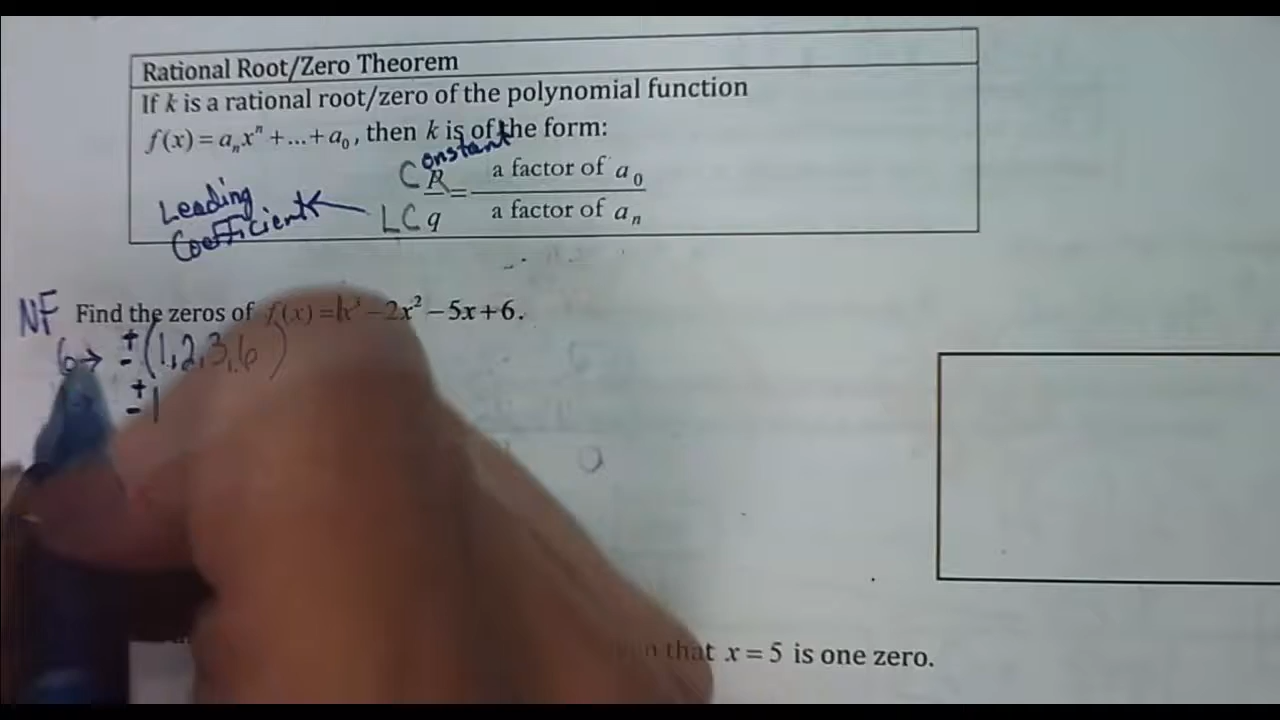 Rational Root/Zero Theorem
If k is a rational root/zero of the polynomial function
f(x) = aₙxⁿ + ... + a₀, then k is of the form:
Constant
C p = a factor of a₀
LC q a factor of aₙ
Leading
Coefficient
NF Find the zeros of f(x) = 1x³ − 2x² − 5x + 6.
6 → ± (1, 2, 3, 6)
± 1
that x = 5 is one zero.